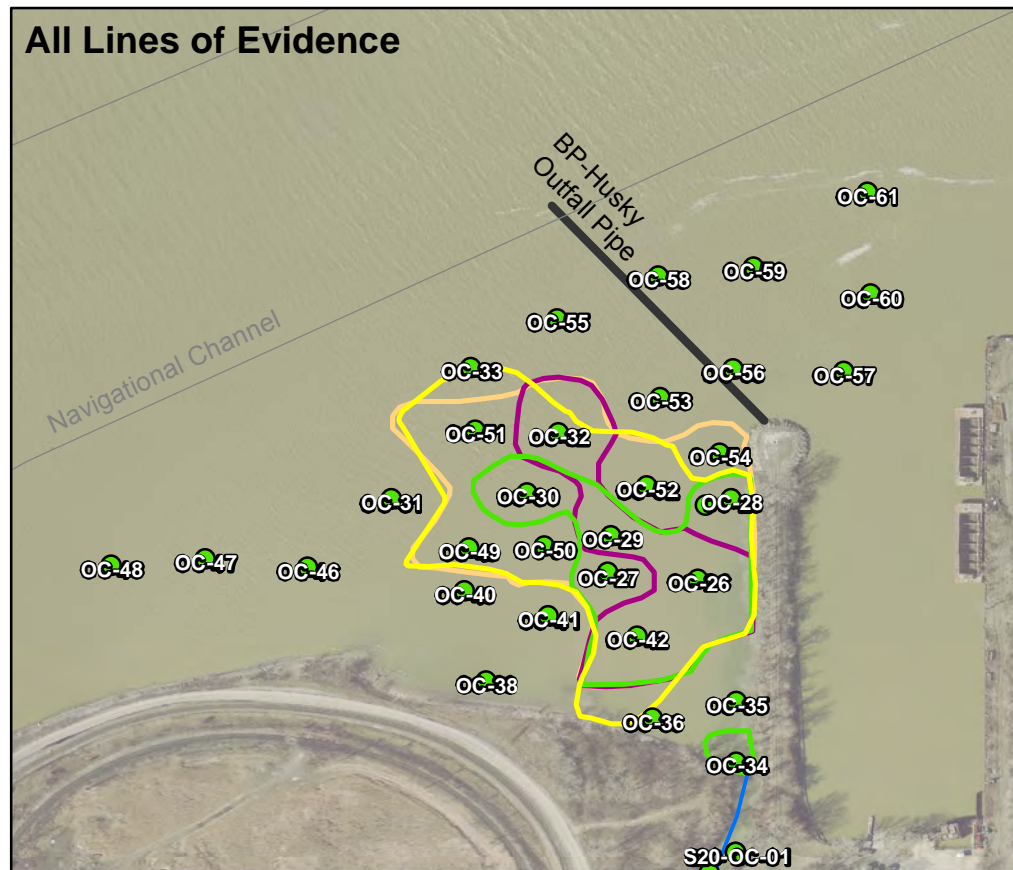 All Lines of Evidence
BP-Husky
Outfall Pipe
Navigational Channel
OC-61
OC-59
OC-58
OC-60
OC-55
OC-33
OC-56
OC-57
OC-53
OC-51
OC-32
OC-54
OC-31
OC-30
OC-52
OC-28
OC-29
OC-49
OC-50
OC-48
OC-47
OC-46
OC-27
OC-26
OC-40
OC-41
OC-42
OC-38
OC-35
OC-36
OC-34
S20-OC-01